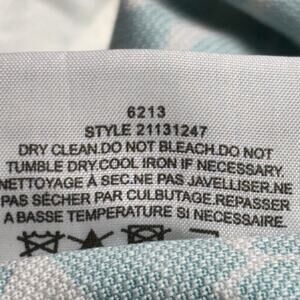 6213
STYLE 21131247
DRY CLEAN.DO NOT BLEACH.DO NOT
TUMBLE DRY.COOL IRON IF NECESSARY.
NETTOYAGE À SEC.NE PAS JAVELLISER.NE
PAS SÉCHER PAR CULBUTAGE.REPASSER
A BASSE TEMPERATURE SI NECESSAIRE.